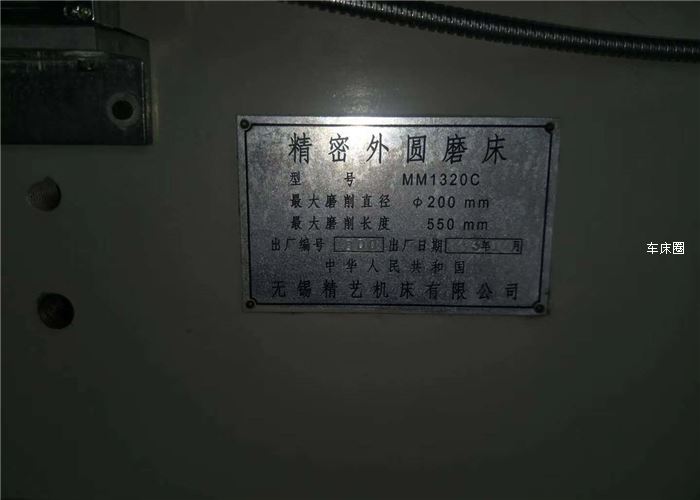 精密外圆磨床
型 号 MM1320C
最大磨削直径 φ200 mm
最大磨削长度 550 mm
出厂编号 出厂日期 年 月
中华人民共和国
无锡精艺机床有限公司
车床圈